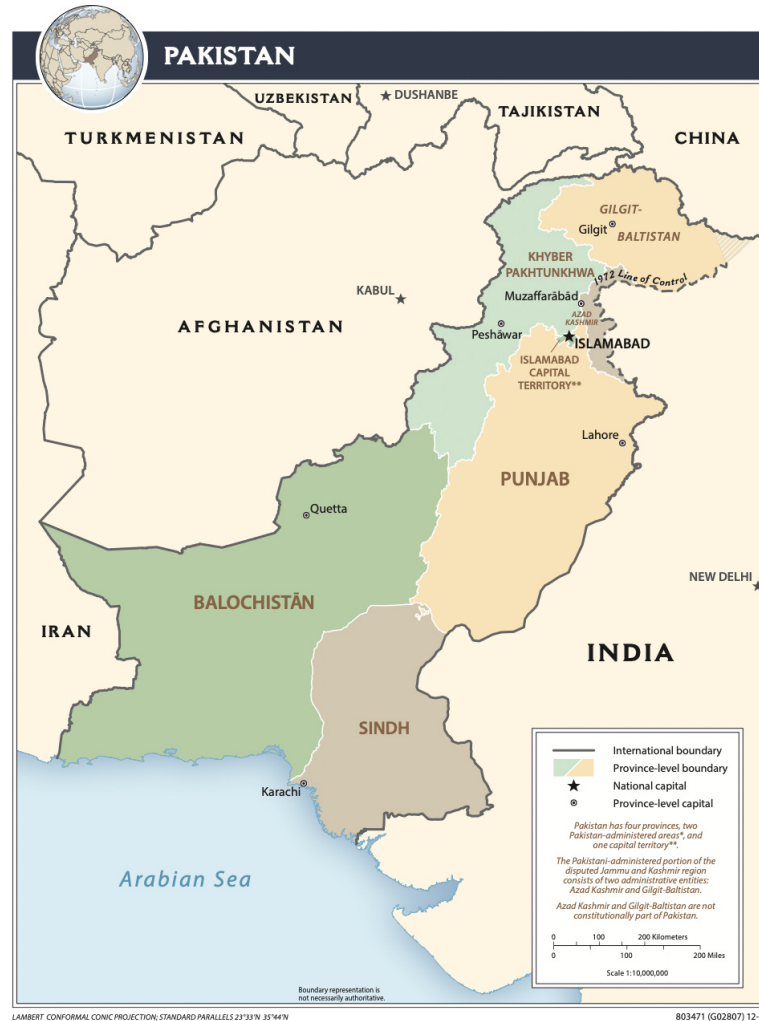 PAKISTAN
UZBEKISTAN
DUSHANBE
TAJIKISTAN
TURKMENISTAN
CHINA
GILGIT-
Gilgit
BALTISTAN
KHYBER
PAKHTUNKHWA
1972 Line of Control
KABUL
Muzaffarābād
AZAD
KASHMIR
AFGHANISTAN
Peshāwar
ISLAMABAD
ISLAMABAD
CAPITAL
TERRITORY**
Lahore
PUNJAB
Quetta
NEW DELHI
BALOCHISTĀN
IRAN
INDIA
SINDH
Karachi
Arabian Sea
International boundary
Province-level boundary
National capital
Province-level capital
Pakistan has four provinces, two
Pakistan-administered areas*, and
one capital territory**.
The Pakistani-administered portion of the
disputed Jammu and Kashmir region
consists of two administrative entities:
Azad Kashmir and Gilgit-Baltistan.
Azad Kashmir and Gilgit-Baltistan are not
constitutionally part of Pakistan.
0 100 200 Kilometers
0 100 200 Miles
Scale 1:10,000,000
Boundary representation is
not necessarily authoritative.
LAMBERT CONFORMAL CONIC PROJECTION; STANDARD PARALLELS 23°33'N 35°44'N
803471 (G02807) 12-